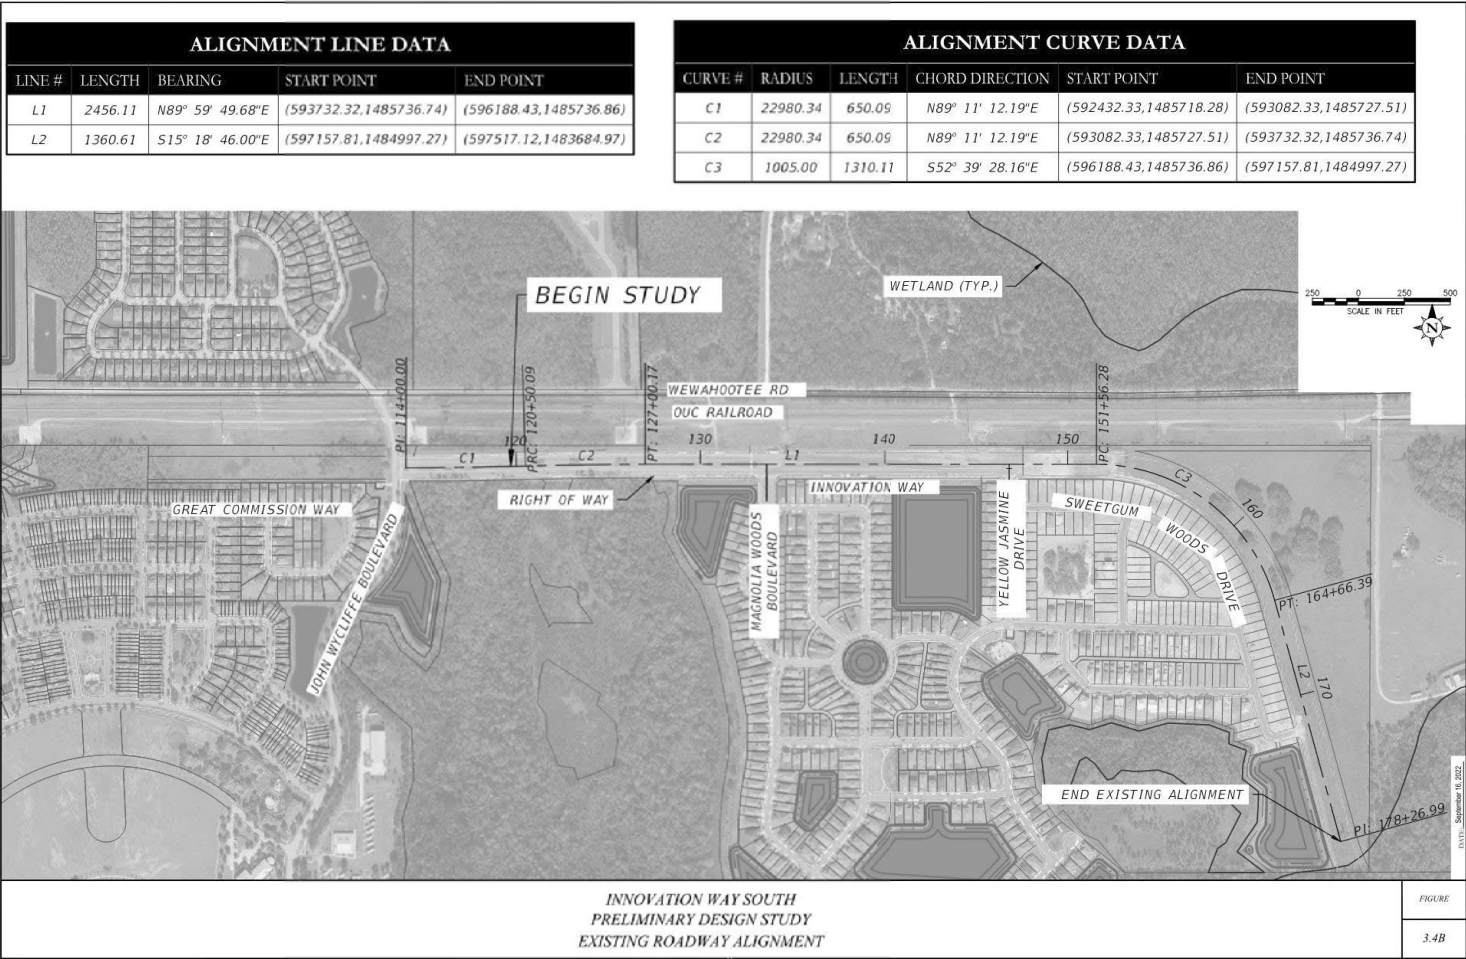 ALIGNMENT LINE DATA
LINE # LENGTH BEARING START POINT END POINT
L1 2456.11 N89° 59' 49.68"E (593732.32,1485736.74) (596188.43,1485736.86)
L2 1360.61 S15° 18' 46.00"E (597157.81,1484997.27) (597517.12,1483684.97)
ALIGNMENT CURVE DATA
CURVE # RADIUS LENGTH CHORD DIRECTION START POINT END POINT
C1 22980.34 650.09 N89° 11' 12.19"E (592432.33,1485718.28) (593082.33,1485727.51)
C2 22980.34 650.09 N89° 11' 12.19"E (593082.33,1485727.51) (593732.32,1485736.74)
C3 1005.00 1310.11 S52° 39' 28.16"E (596188.43,1485736.86) (597157.81,1484997.27)
BEGIN STUDY
WETLAND (TYP.)
250 0 250 500
SCALE IN FEET
N
PI: 114+00.00
PRC: 120+50.09
PT: 127+00.17
WEWAHOOTEE RD
OUC RAILROAD
PC: 151+56.28
120
130
140
150
C1
C2
L1
C3
160
RIGHT OF WAY
INNOVATION WAY
GREAT COMMISSION WAY
JOHN WYCLIFFE BOULEVARD
MAGNOLIA WOODS
BOULEVARD
YELLOW JASMINE
DRIVE
SWEETGUM
WOODS
DRIVE
PT: 164+66.39
L2
170
END EXISTING ALIGNMENT
PI: 178+26.99
DATE: September 16, 2022
INNOVATION WAY SOUTH
PRELIMINARY DESIGN STUDY
EXISTING ROADWAY ALIGNMENT
FIGURE
3.4B